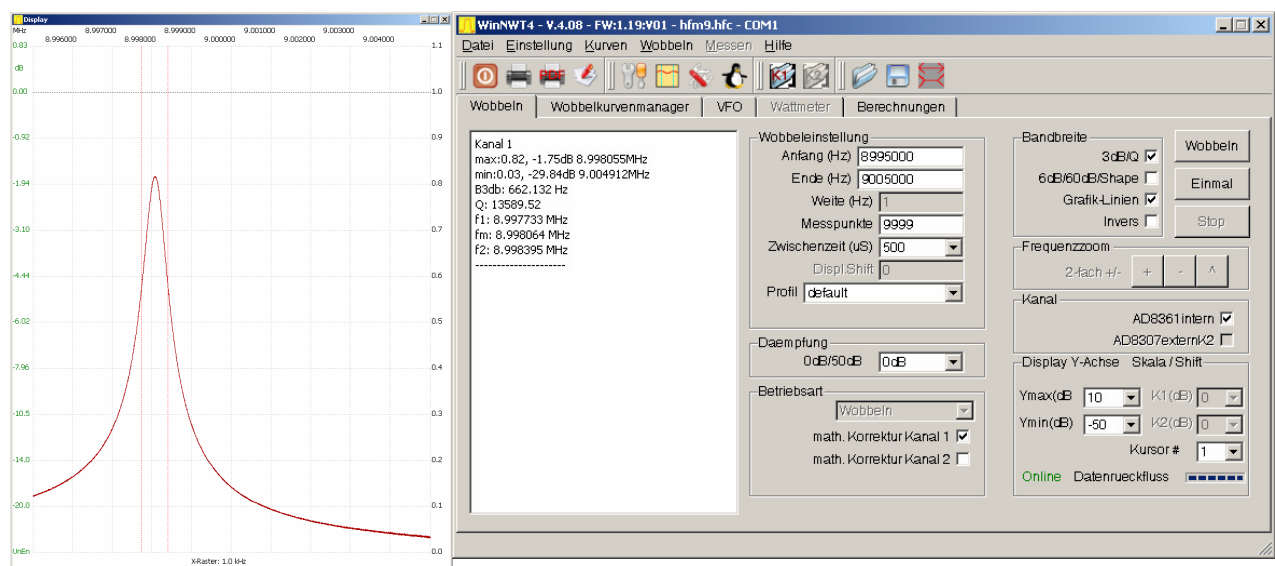 Display
MHz
8.997000 8.999000 9.001000 9.003000
8.996000 8.998000 9.000000 9.002000 9.004000
0.83 1.1
dB
0.00 1.0
-0.92 0.9
-1.94 0.8
-3.10 0.7
-4.44 0.6
-6.02 0.5
-7.96 0.4
-10.5 0.3
-14.0 0.2
-20.0 0.1
UnEn 0.0
X-Raster: 1.0 kHz
WinNWT4 - V.4.08 - FW:1.19:V01 - hfm9.hfc - COM1
Datei Einstellung Kurven Wobbeln Messen Hilfe
PDF
K1
Wobbeln Wobbelkurvenmanager VFO Wattmeter Berechnungen
Kanal 1
max:0.82, -1.75dB 8.998055MHz
min:0.03, -29.84dB 9.004912MHz
B3db: 662.132 Hz
Q: 13589.52
f1: 8.997733 MHz
fm: 8.998064 MHz
f2: 8.998395 MHz
---------------------
Wobbeleinstellung
Anfang (Hz) 8995000
Ende (Hz) 9005000
Weite (Hz) 1
Messpunkte 9999
Zwischenzeit (uS) 500
Displ.Shift 0
Profil default
Daempfung
0dB/50dB 0dB
Betriebsart
Wobbeln
math. Korrektur Kanal 1
math. Korrektur Kanal 2
Bandbreite
3dB/Q
6dB/60dB/Shape
Grafik-Linien
Invers
Wobbeln
Einmal
Stop
Frequenzzoom
2-fach +/- + - ^
Kanal
AD8361intern
AD8307externK2
Display Y-Achse Skala / Shift
Ymax(dB 10 K1(dB) 0
Ymin(dB) -50 K2(dB) 0
Kursor # 1
Online Datenrueckfluss